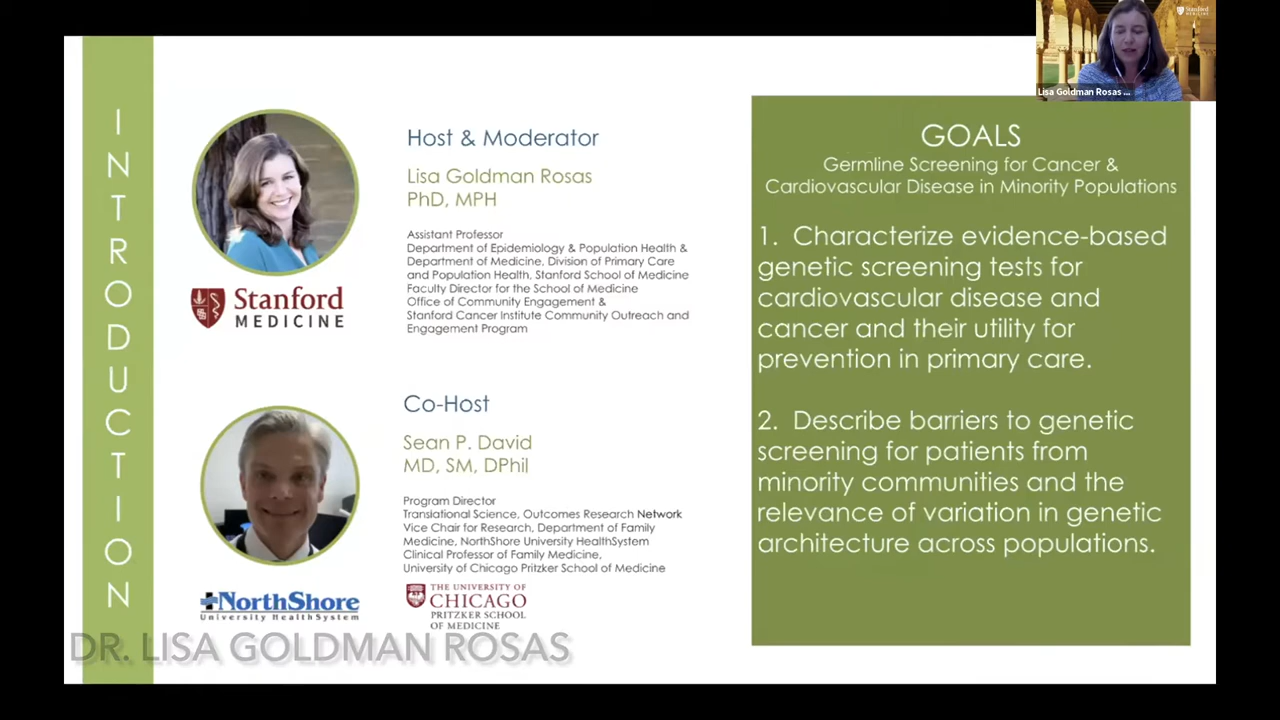 INTRODUCTION
Host & Moderator
Lisa Goldman Rosas
PhD, MPH
Assistant Professor
Department of Epidemiology & Population Health &
Department of Medicine, Division of Primary Care
and Population Health, Stanford School of Medicine
Faculty Director for the School of Medicine
Office of Community Engagement &
Stanford Cancer Institute Community Outreach and
Engagement Program
Stanford
MEDICINE
Co-Host
Sean P. David
MD, SM, DPhil
Program Director
Translational Science, Outcomes Research Network
Vice Chair for Research, Department of Family
Medicine, NorthShore University HealthSystem
Clinical Professor of Family Medicine,
University of Chicago Pritzker School of Medicine
NorthShore
University HealthSystem
THE UNIVERSITY OF
CHICAGO
PRITZKER SCHOOL
OF MEDICINE
DR. LISA GOLDMAN ROSAS
GOALS
Germline Screening for Cancer &
Cardiovascular Disease in Minority Populations
1. Characterize evidence-based
genetic screening tests for
cardiovascular disease and
cancer and their utility for
prevention in primary care.
2. Describe barriers to genetic
screening for patients from
minority communities and the
relevance of variation in genetic
architecture across populations.
Stanford
MEDICINE
Lisa Goldman Rosas ...